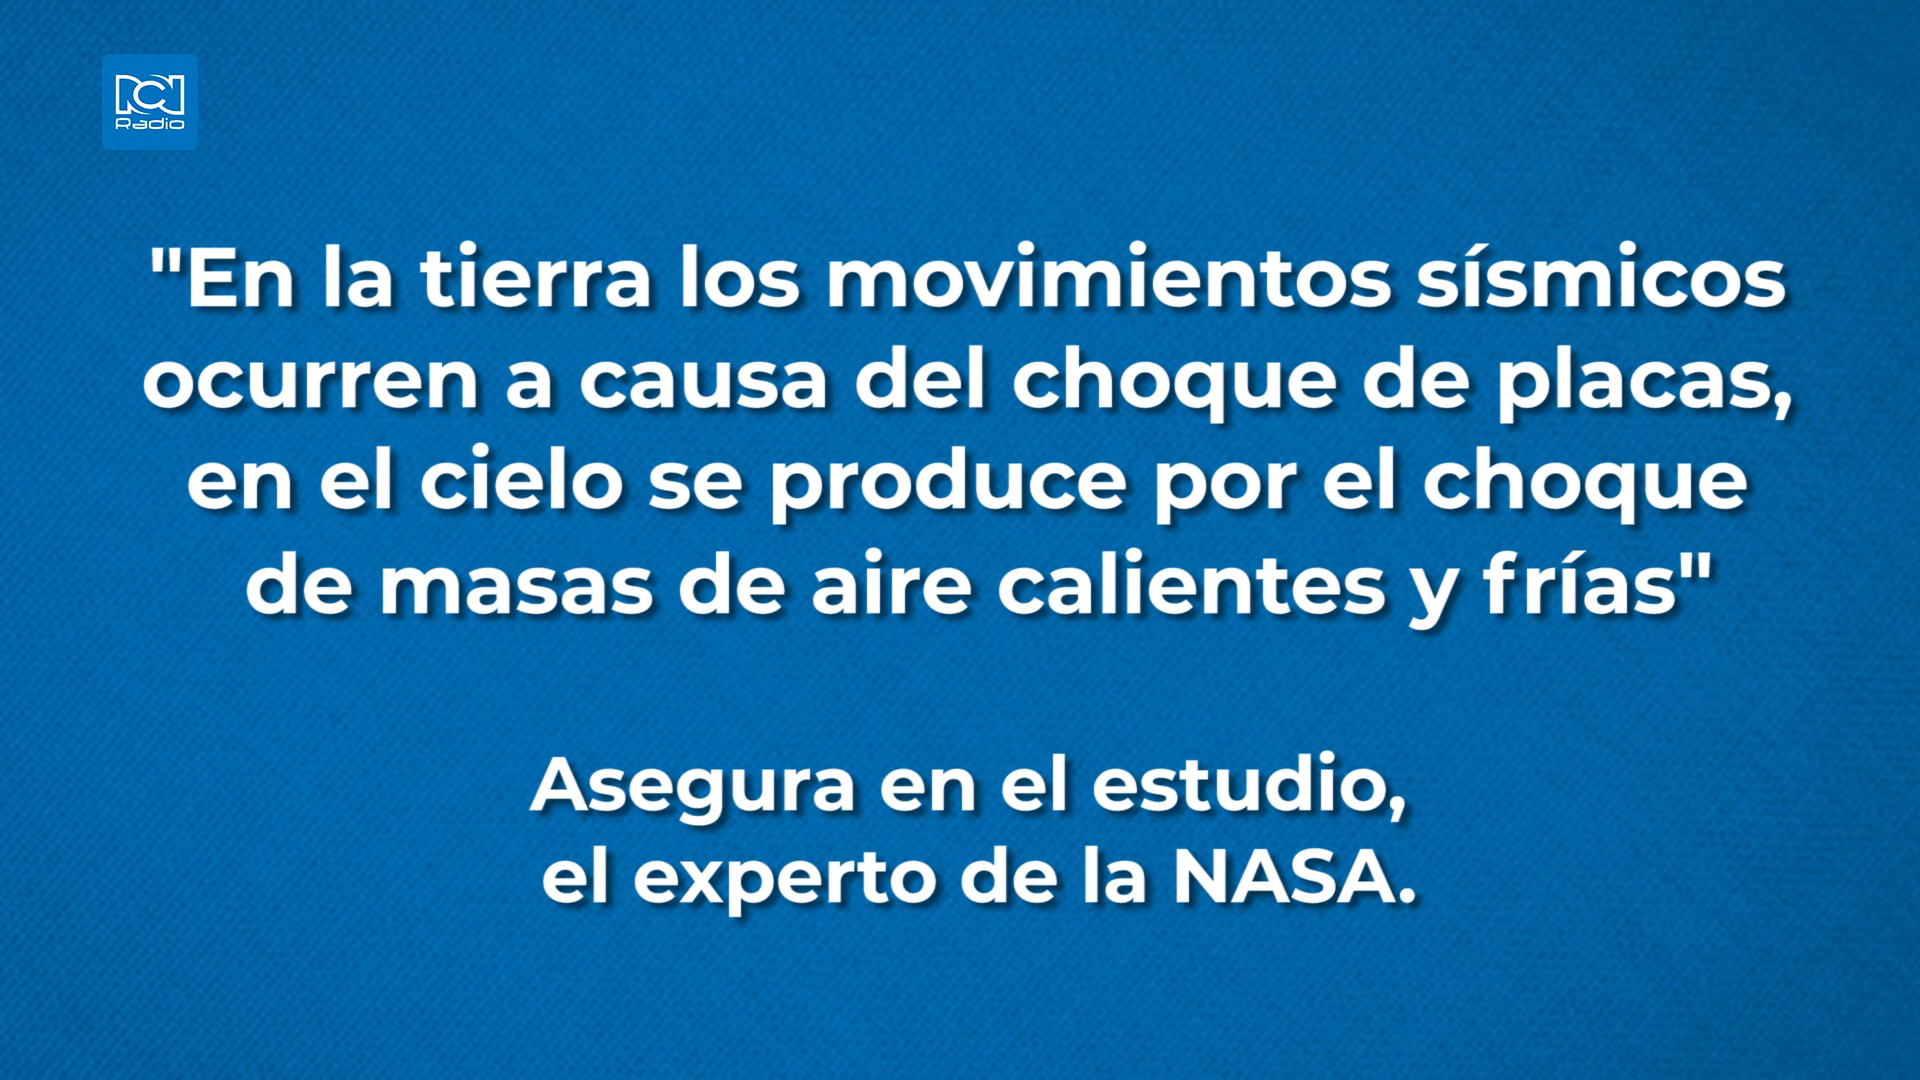 RCN
Radio
"En la tierra los movimientos sísmicos
ocurren a causa del choque de placas,
en el cielo se produce por el choque
de masas de aire calientes y frías"
Asegura en el estudio,
el experto de la NASA.